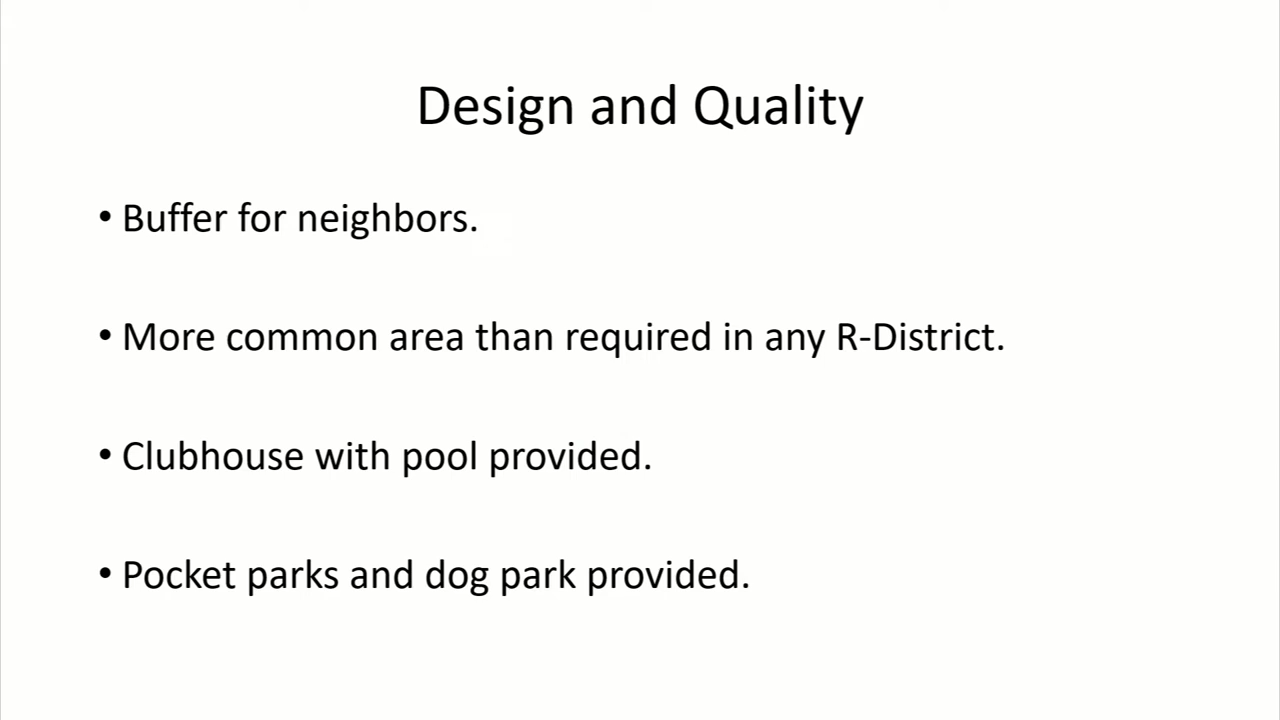 Design and Quality
• Buffer for neighbors.
• More common area than required in any R-District.
• Clubhouse with pool provided.
• Pocket parks and dog park provided.